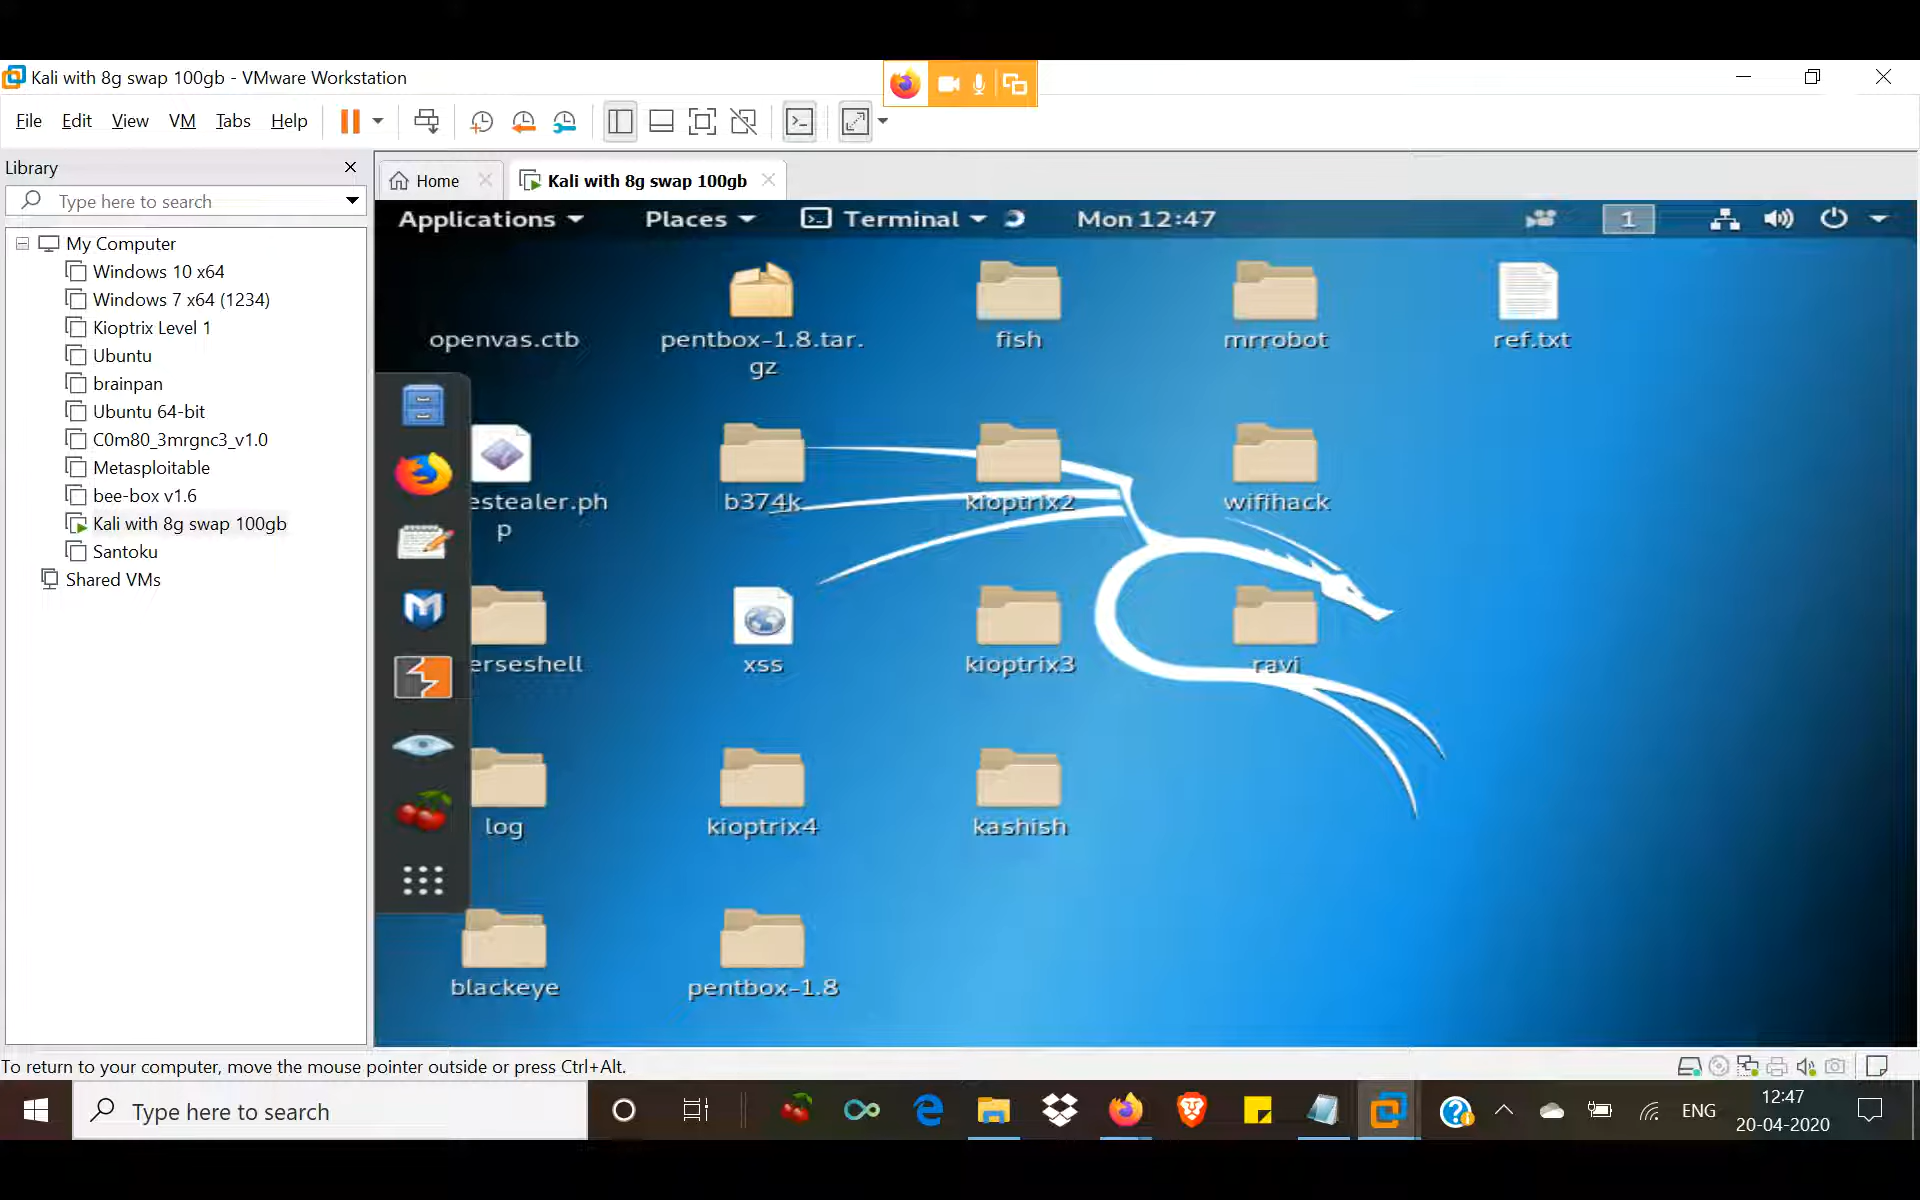 Kali with 8g swap 100gb - VMware Workstation
File Edit View VM Tabs Help
Library
Home
Kali with 8g swap 100gb
Type here to search
Applications Places Terminal Mon 12:47 1
My Computer
Windows 10 x64
Windows 7 x64 (1234)
Kioptrix Level 1
Ubuntu
brainpan
Ubuntu 64-bit
C0m80_3mrgnc3_v1.0
Metasploitable
bee-box v1.6
Kali with 8g swap 100gb
Santoku
Shared VMs
openvas.ctb
pentbox-1.8.tar.
gz
fish
mrrobot
ref.txt
estealer.ph
p
b374k
kioptrix2
wifihack
erseshell
xss
kioptrix3
ravi
log
kioptrix4
kashish
blackeye
pentbox-1.8
To return to your computer, move the mouse pointer outside or press Ctrl+Alt.
Type here to search
ENG
12:47
20-04-2020